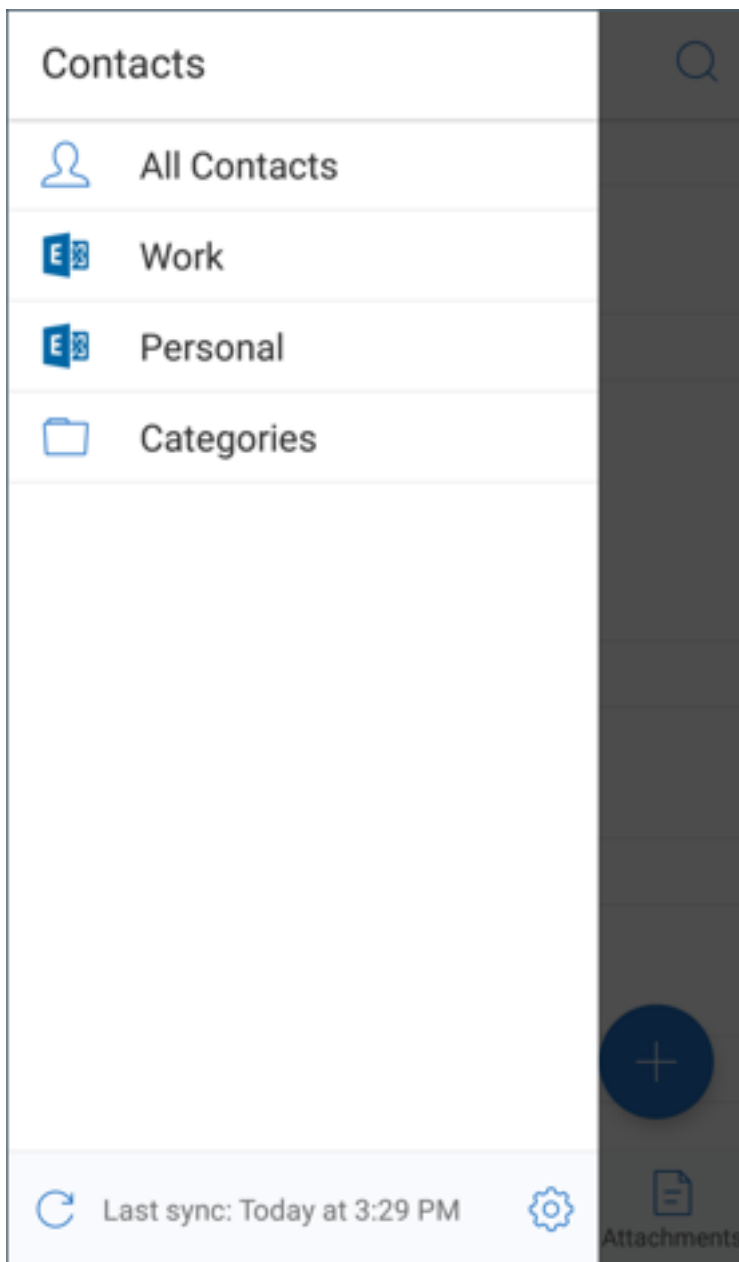 Contacts
All Contacts
E Work
E Personal
Categories
Last sync: Today at 3:29 PM
Attachments